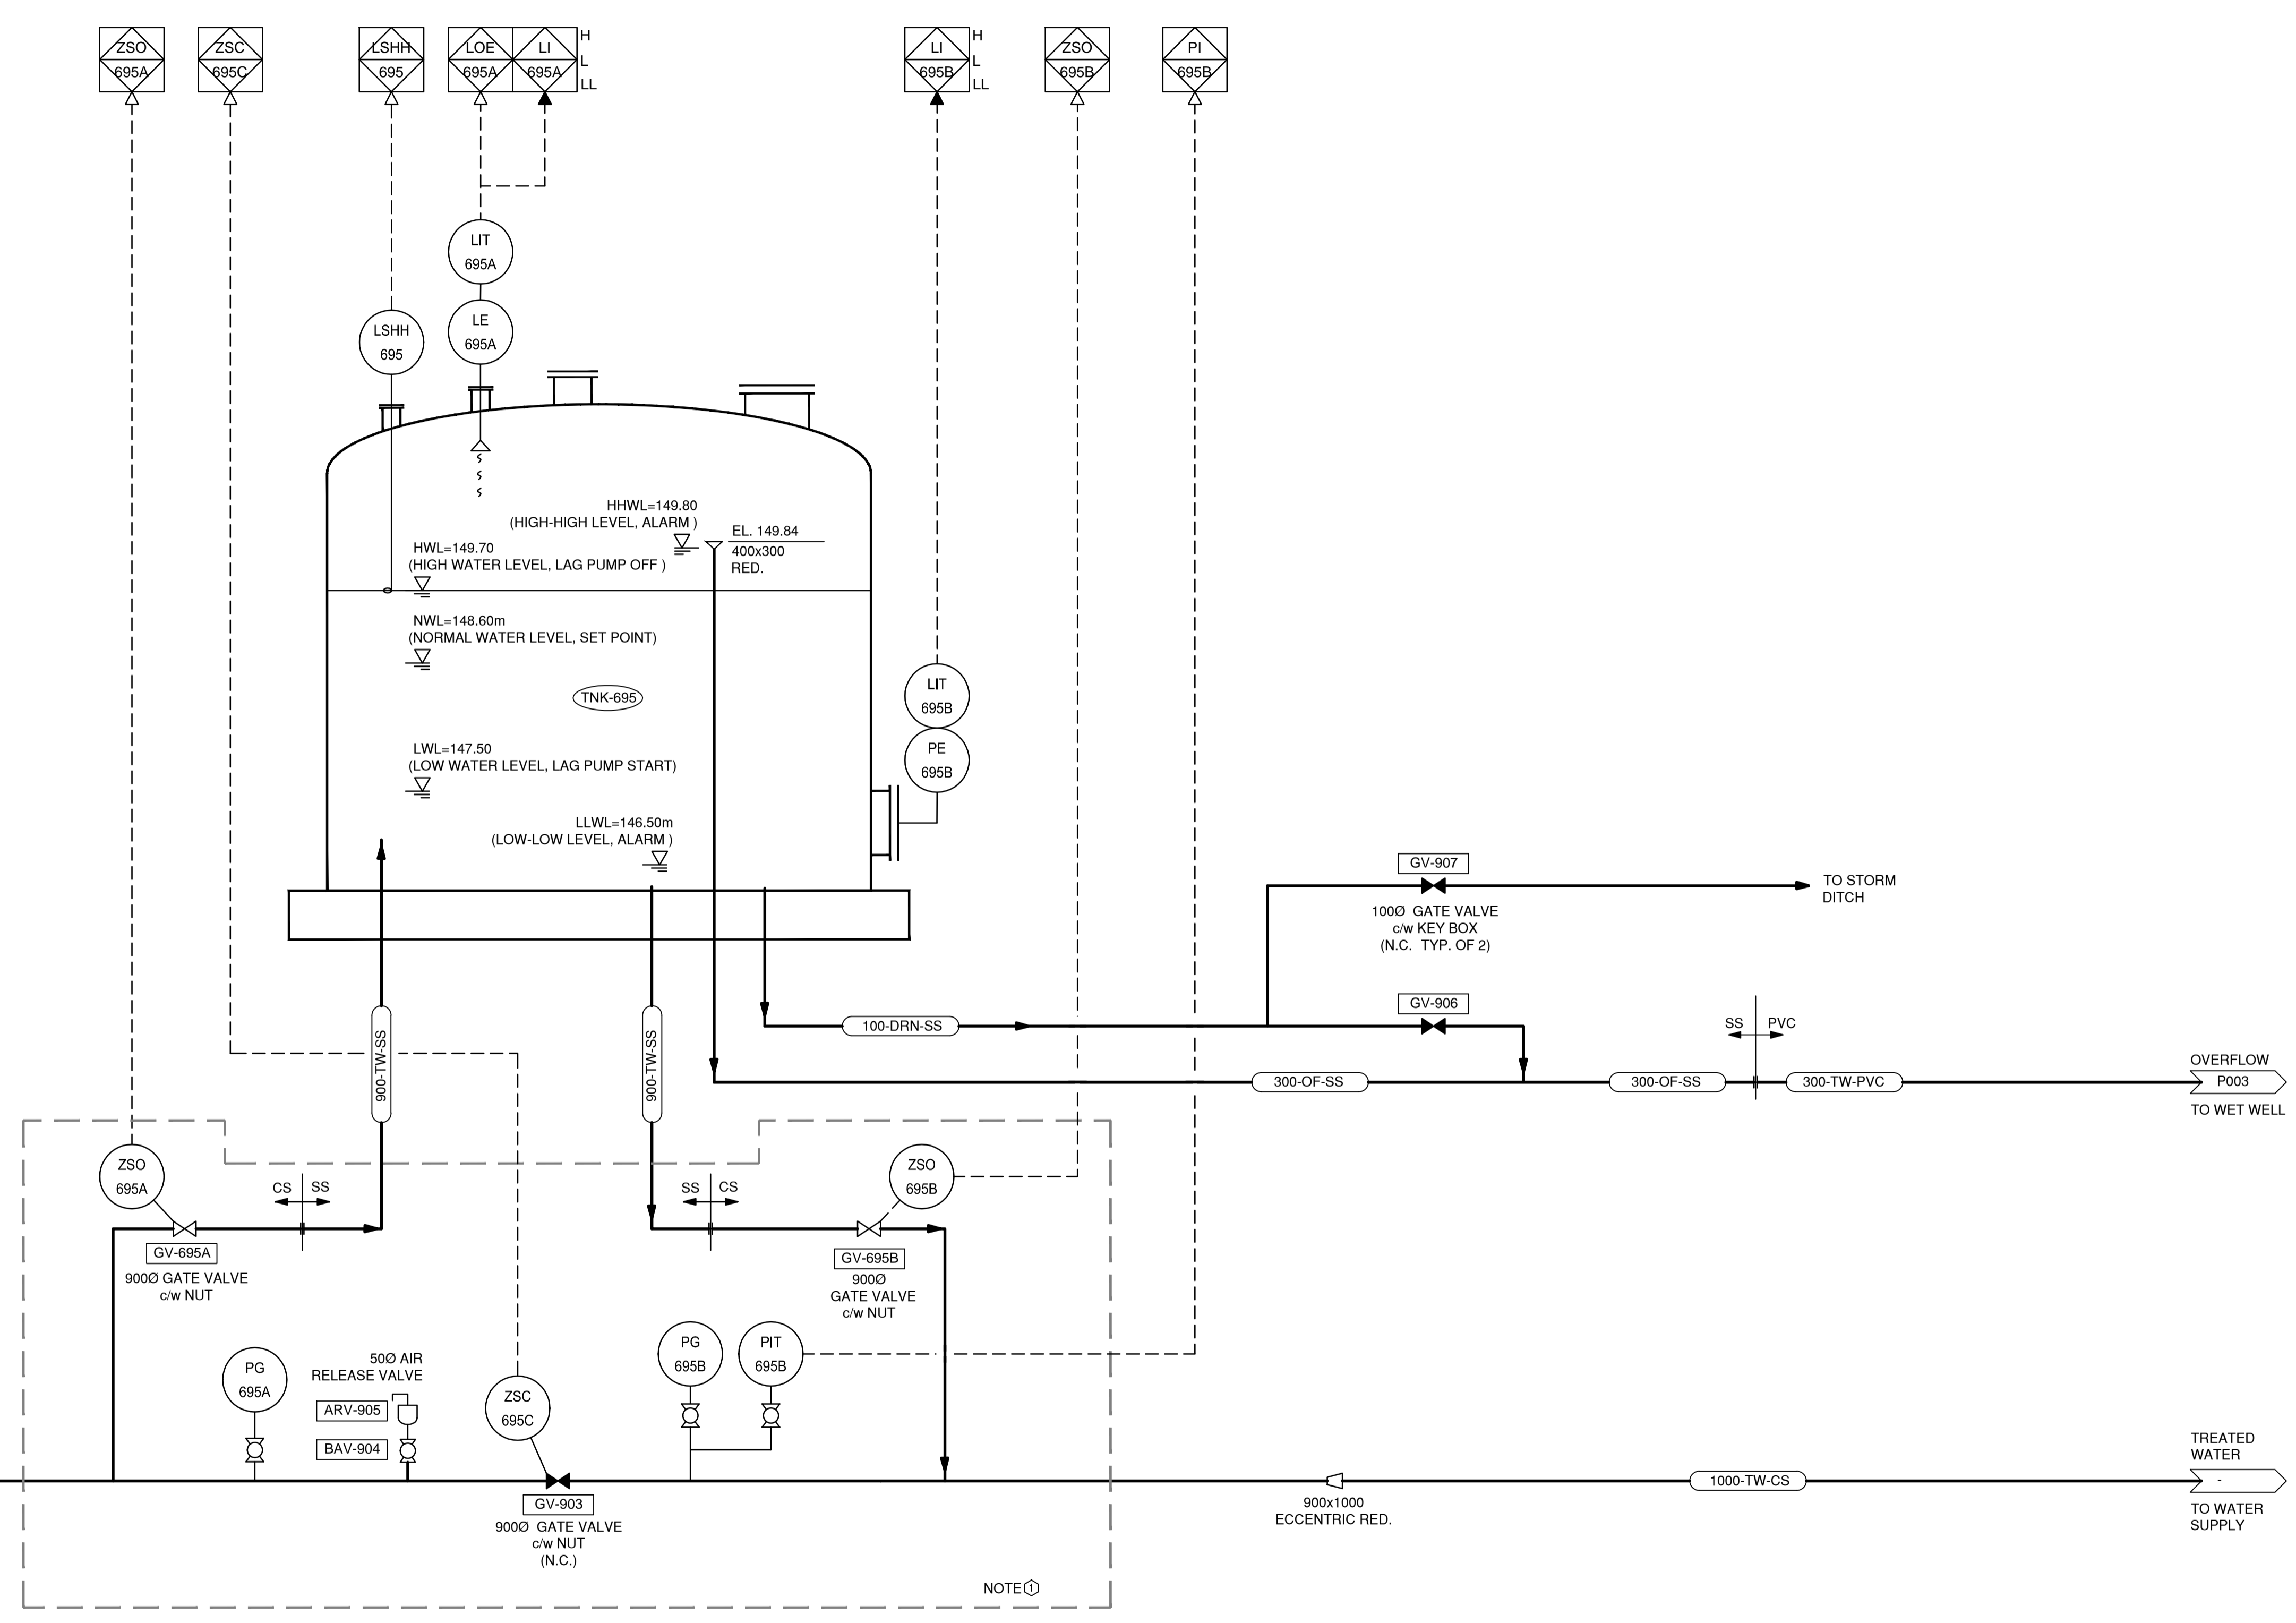 ZSO
695A
ZSC
695C
LSHH
695
LOE
695A
LI
695A
H
L
LL
LI
695B
H
L
LL
ZSO
695B
PI
695B
LIT
695A
LSHH
695
LE
695A
HHWL=149.80
(HIGH-HIGH LEVEL, ALARM )
EL. 149.84
400x300
RED.
HWL=149.70
(HIGH WATER LEVEL, LAG PUMP OFF )
NWL=148.60m
(NORMAL WATER LEVEL, SET POINT)
TNK-695
LIT
695B
PE
695B
LWL=147.50
(LOW WATER LEVEL, LAG PUMP START)
LLWL=146.50m
(LOW-LOW LEVEL, ALARM )
GV-907
100Ø GATE VALVE
c/w KEY BOX
(N.C. TYP. OF 2)
TO STORM
DITCH
900-TW-SS
900-TW-SS
100-DRN-SS
GV-906
SS
PVC
300-OF-SS
300-OF-SS
300-TW-PVC
OVERFLOW
P003
TO WET WELL
ZSO
695A
CS
SS
GV-695A
900Ø GATE VALVE
c/w NUT
SS
CS
ZSO
695B
GV-695B
900Ø
GATE VALVE
c/w NUT
PG
695A
50Ø AIR
RELEASE VALVE
ARV-905
BAV-904
ZSC
695C
PG
695B
PIT
695B
GV-903
900Ø GATE VALVE
c/w NUT
(N.C.)
900x1000
ECCENTRIC RED.
1000-TW-CS
TREATED
WATER
-
TO WATER
SUPPLY
NOTE 1